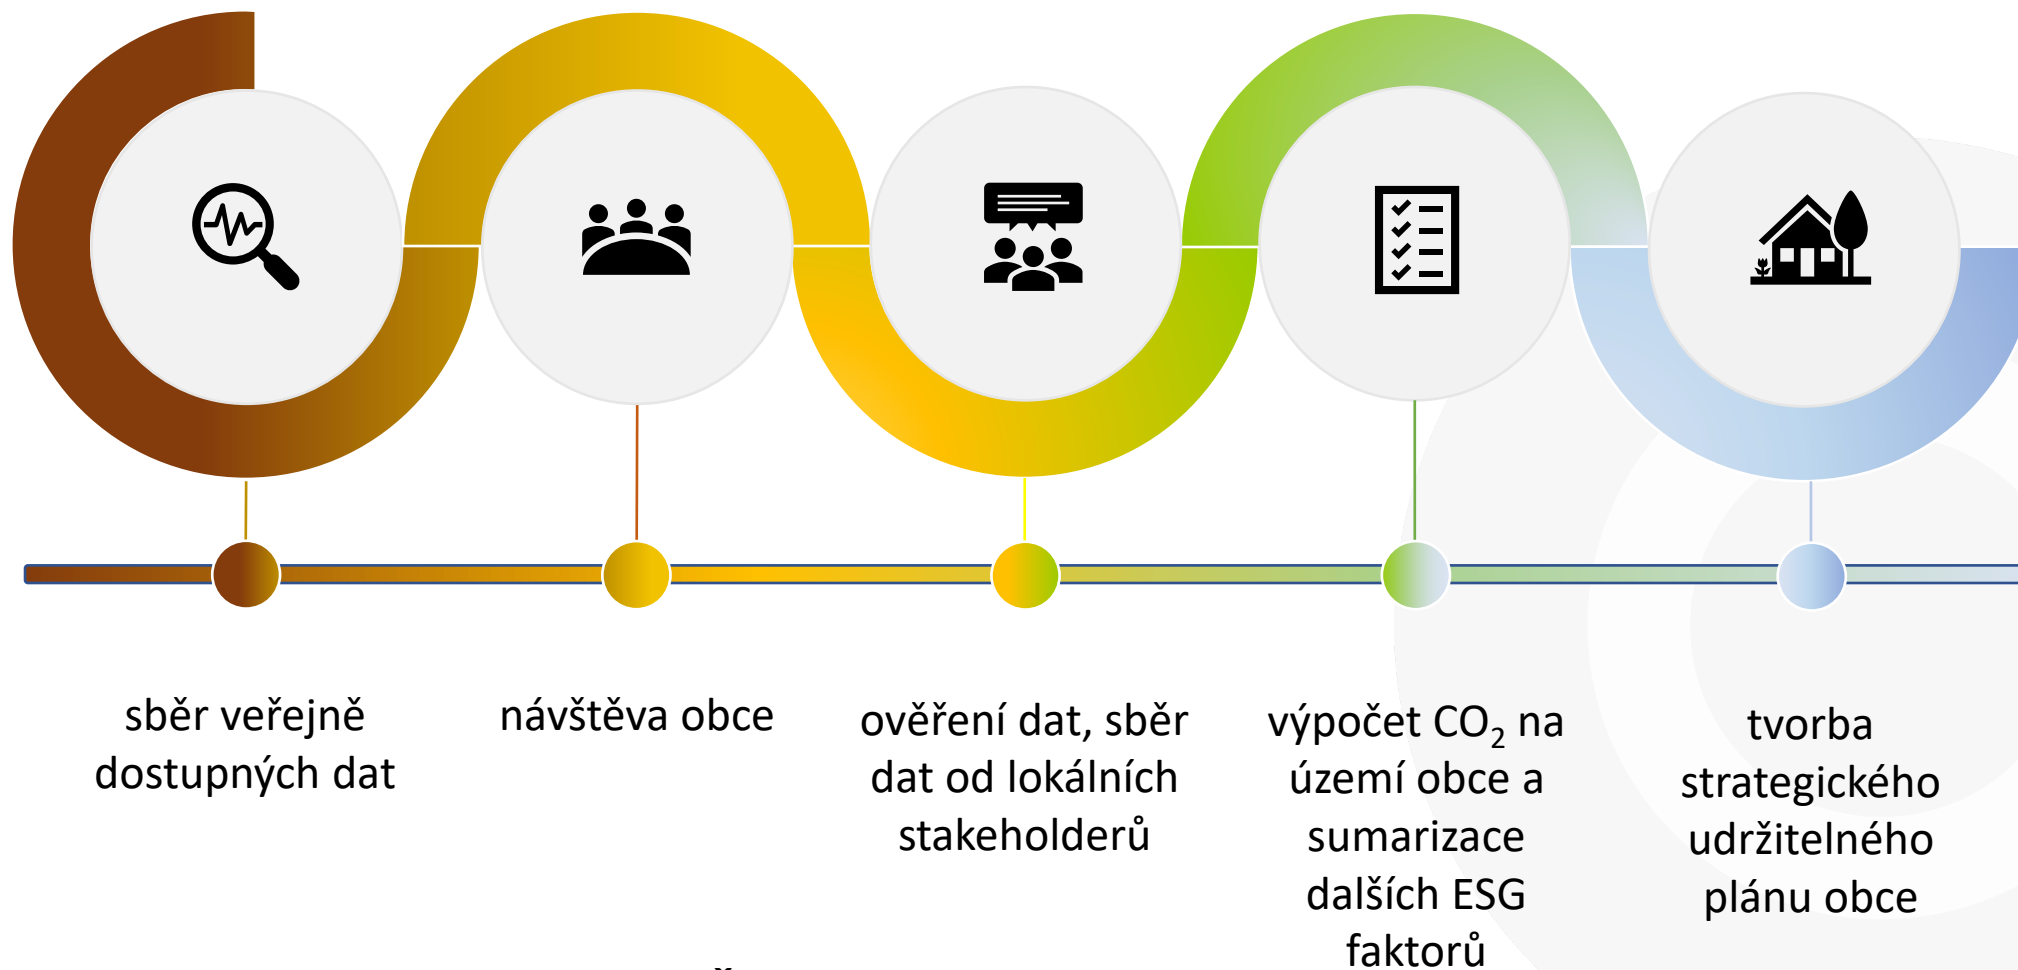 sběr veřejně
dostupných dat
návštěva obce
ověření dat, sběr
dat od lokálních
stakeholderů
výpočet CO₂ na
území obce a
sumarizace
dalších ESG
faktorů
tvorba
strategického
udržitelného
plánu obce